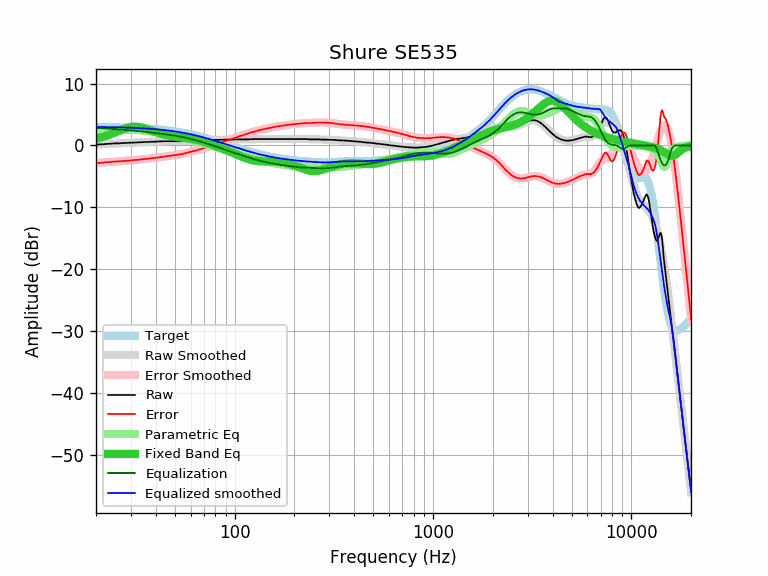 Shure SE535
10
0
−10
−20
−30
−40
−50
Amplitude (dBr)
Target
Raw Smoothed
Error Smoothed
Raw
Error
Parametric Eq
Fixed Band Eq
Equalization
Equalized smoothed
100
1000
10000
Frequency (Hz)